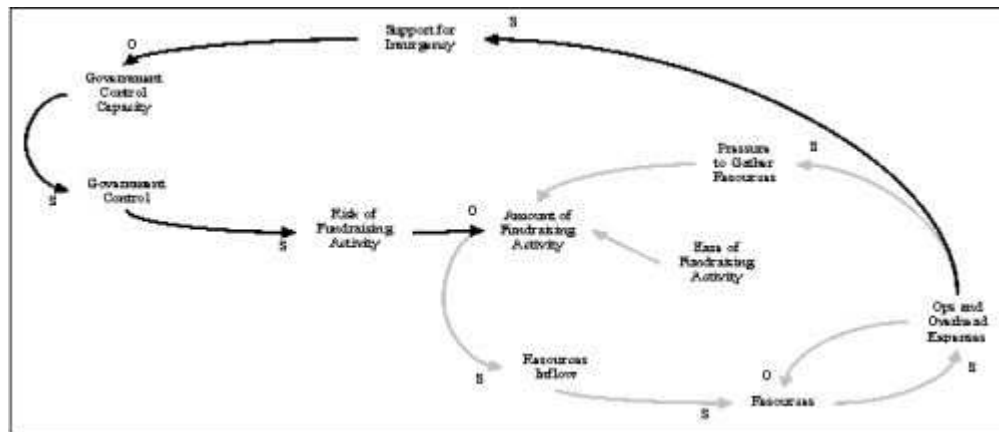 S
Support for
Insurgency
O
Government
Control
Capacity
S
Government
Control
S
Risk of
Fundraising
Activity
O
Amount of
Fundraising
Activity
Pressure
to Gather
Resources
S
Ease of
Fundraising
Activity
Ops and
Overhead
Expenses
S
Resources
Inflow
S
O
Resources
S
S